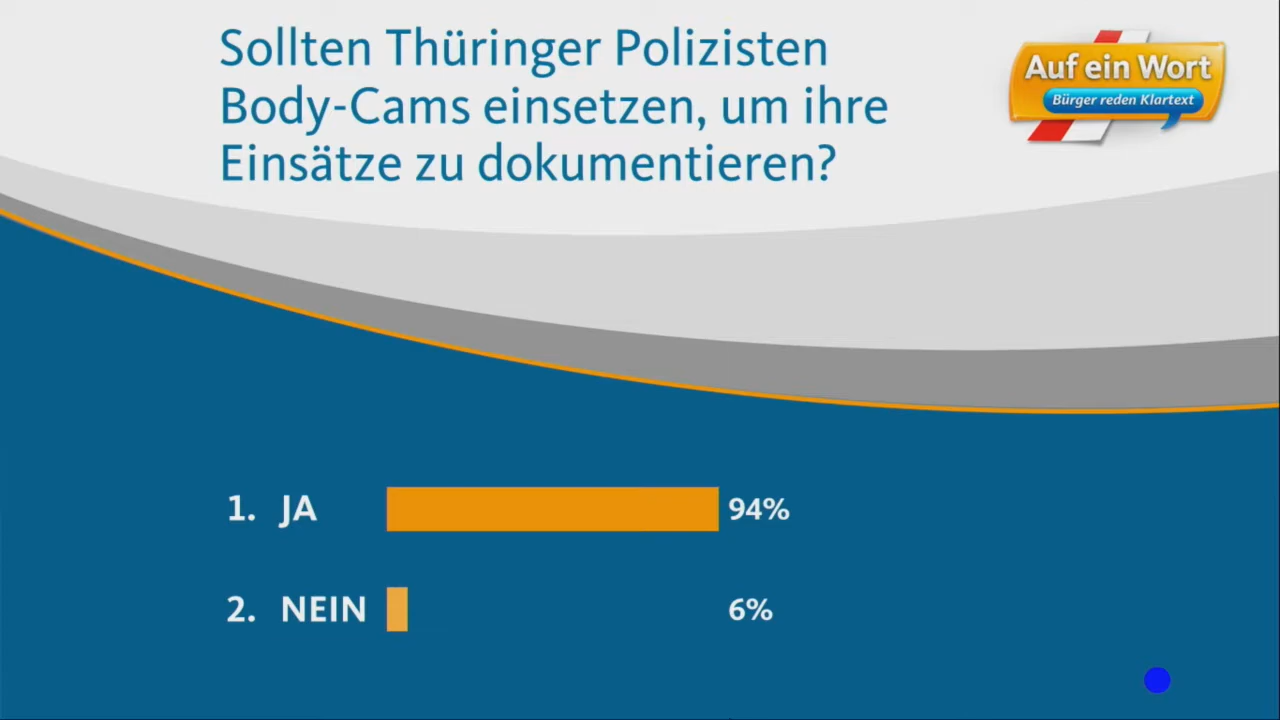 Sollten Thüringer Polizisten
Body-Cams einsetzen, um ihre
Einsätze zu dokumentieren?
Auf ein Wort
Bürger reden Klartext
1. JA 94%
2. NEIN 6%